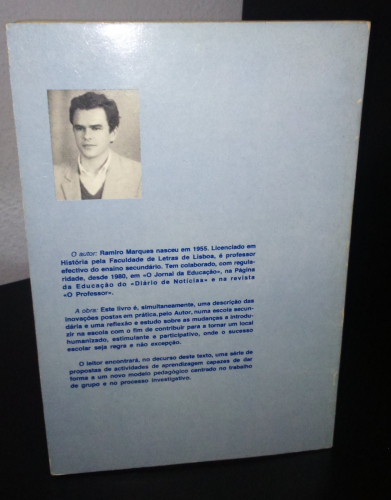 O autor: Ramiro Marques nasceu em 1955. Licenciado em
História pela Faculdade de Letras de Lisboa, é professor
efectivo do ensino secundário. Tem colaborado, com regula-
ridade, desde 1980, em «O Jornal da Educação», na Página
da Educação do «Diário de Notícias» e na revista
«O Professor».
A obra: Este livro é, simultaneamente, uma descrição das
inovações postas em prática, pelo Autor, numa escola secun-
dária e uma reflexão e estudo sobre as mudanças a introdu-
zir na escola com o fim de contribuir para a tornar um local
humanizado, estimulante e participativo, onde o sucesso
escolar seja regra e não excepção.
O leitor encontrará, no decurso deste texto, uma série de
propostas de actividades de aprendizagem capazes de dar
forma a um novo modelo pedagógico centrado no trabalho
de grupo e no processo investigativo.